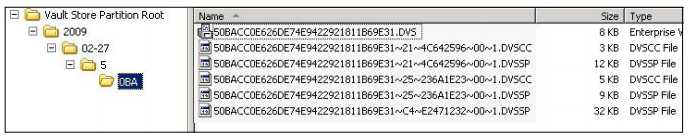 Vault Store Partition Root
2009
02-27
5
0BA
Name Size Type
50BACC0E626DE74E9422921811B69E31.DVS 8 KB Enterprise V
50BACC0E626DE74E9422921811B69E31~21~4C642596~00~1.DVSCC 3 KB DVSCC File
50BACC0E626DE74E9422921811B69E31~21~4C642596~00~1.DVSSP 12 KB DVSSP File
50BACC0E626DE74E9422921811B69E31~25~236A1E23~00~1.DVSCC 5 KB DVSCC File
50BACC0E626DE74E9422921811B69E31~25~236A1E23~00~1.DVSSP 9 KB DVSSP File
50BACC0E626DE74E9422921811B69E31~C4~E2471232~00~1.DVSSP 32 KB DVSSP File